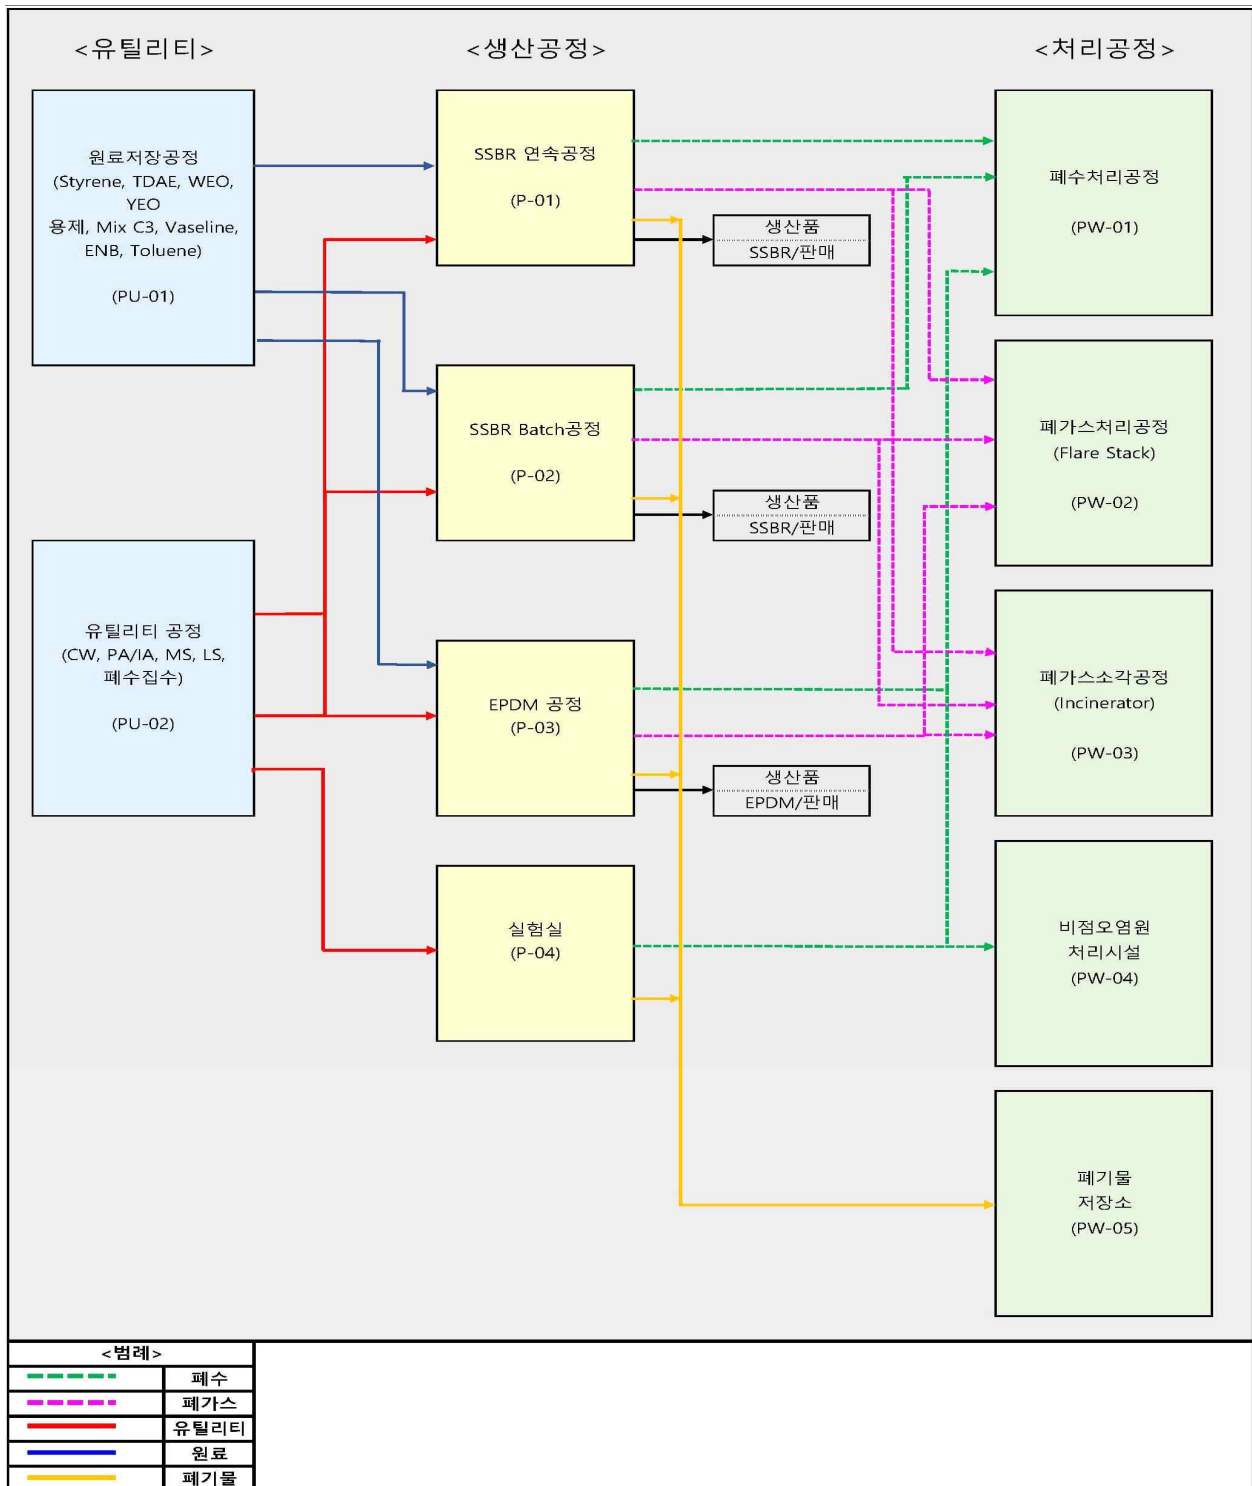 <유틸리티>
<생산공정>
<처리공정>
원료저장공정
(Styrene, TDAE, WEO,
YEO
용제, Mix C3, Vaseline,
ENB, Toluene)
(PU-01)
유틸리티 공정
(CW, PA/IA, MS, LS,
폐수집수)
(PU-02)
SSBR 연속공정
(P-01)
생산품
SSBR/판매
SSBR Batch공정
(P-02)
생산품
SSBR/판매
EPDM 공정
(P-03)
생산품
EPDM/판매
실험실
(P-04)
폐수처리공정
(PW-01)
폐가스처리공정
(Flare Stack)
(PW-02)
폐가스소각공정
(Incinerator)
(PW-03)
비점오염원
처리시설
(PW-04)
폐기물
저장소
(PW-05)
<범례>
폐수
폐가스
유틸리티
원료
폐기물